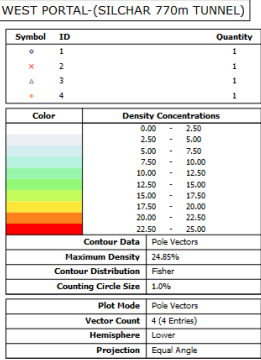 WEST PORTAL-(SILCHAR 770m TUNNEL)
Symbol ID Quantity
1 1
2 1
3 1
4 1
Color Density Concentrations
0.00 - 2.50
2.50 - 5.00
5.00 - 7.50
7.50 - 10.00
10.00 - 12.50
12.50 - 15.00
15.00 - 17.50
17.50 - 20.00
20.00 - 22.50
22.50 - 25.00
Contour Data Pole Vectors
Maximum Density 24.85%
Contour Distribution Fisher
Counting Circle Size 1.0%
Plot Mode Pole Vectors
Vector Count 4 (4 Entries)
Hemisphere Lower
Projection Equal Angle